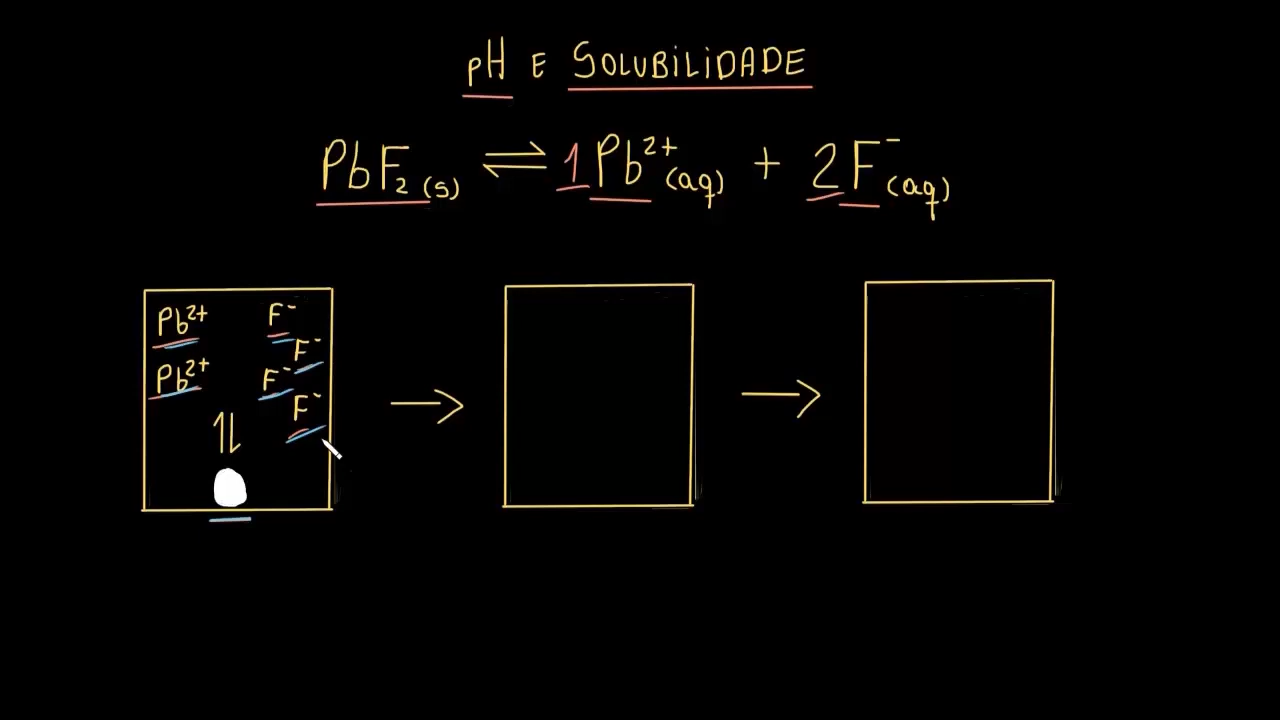 pH E SOLUBILIDADE
PbF₂(s) ⇌ 1Pb²⁺(aq) + 2F⁻(aq)
Pb²⁺ F⁻
F⁻
Pb²⁺ F⁻
F⁻
⥮
→ →